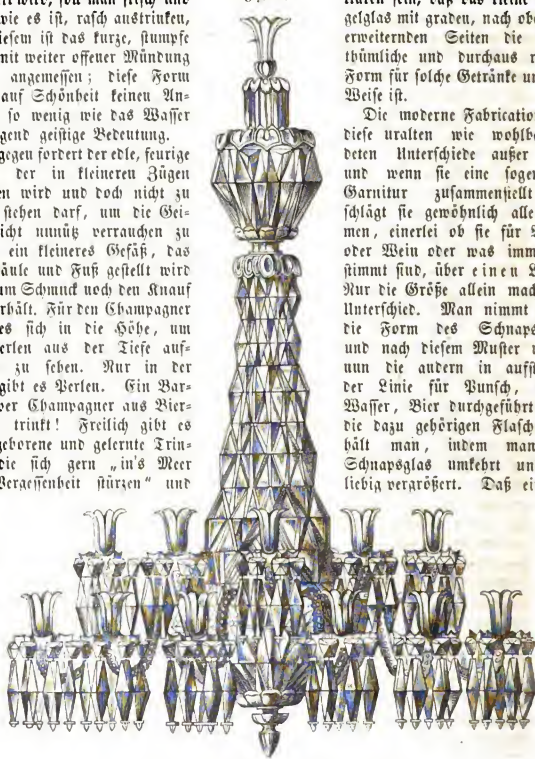 wie es ist, rasch austrinken,
diesem ist das kurze, stumpfe
mit weiter offener Mündung
angemessen; diese Form
auf Schönheit keinen An-
so wenig wie das Wasser
gend geistige Bedeutung.
gegen fordert der edle, feurige
der in kleineren Zügen
en wird und doch nicht zu
stehen darf, um die Gei-
icht unnütz verrauchen zu
ein kleineres Gefäß, das
äule und Fuß gestellt wird
um Schmuck noch den Knauf
rhält. Für den Champagner
es sich in die Höhe, um
erlen aus der Tiefe auf-
zu sehen. Nur in der
gibt es Perlen. Ein Bar-
er Champagner aus Bier-
trinkt! Freilich gibt es
geborene und gelernte Trin-
die sich gern „in's Meer
Vergessenheit stürzen“ und
gelglas mit graden, nach obe
erweiternden Seiten die
thümliche und durchaus r
Form für solche Getränke un
Weise ist.
Die moderne Fabrication
diese uralten wie wohlbe
deten Unterschiede außer
und wenn sie eine sogen
Garnitur zusammenstellt
schlägt sie gewöhnlich alle
men, einerlei ob sie für L
oder Wein oder was imm
stimmt sind, über einen L
Nur die Größe allein mach
Unterschied. Man nimmt
die Form des Schnaps
und nach diesem Muster w
nun die andern in aufst
der Linie für Punsch,
Wasser, Bier durchgeführt
die dazu gehörigen Flasch
hält man, indem man
Schnapsglas umkehrt un
liebig vergrößert. Daß ei